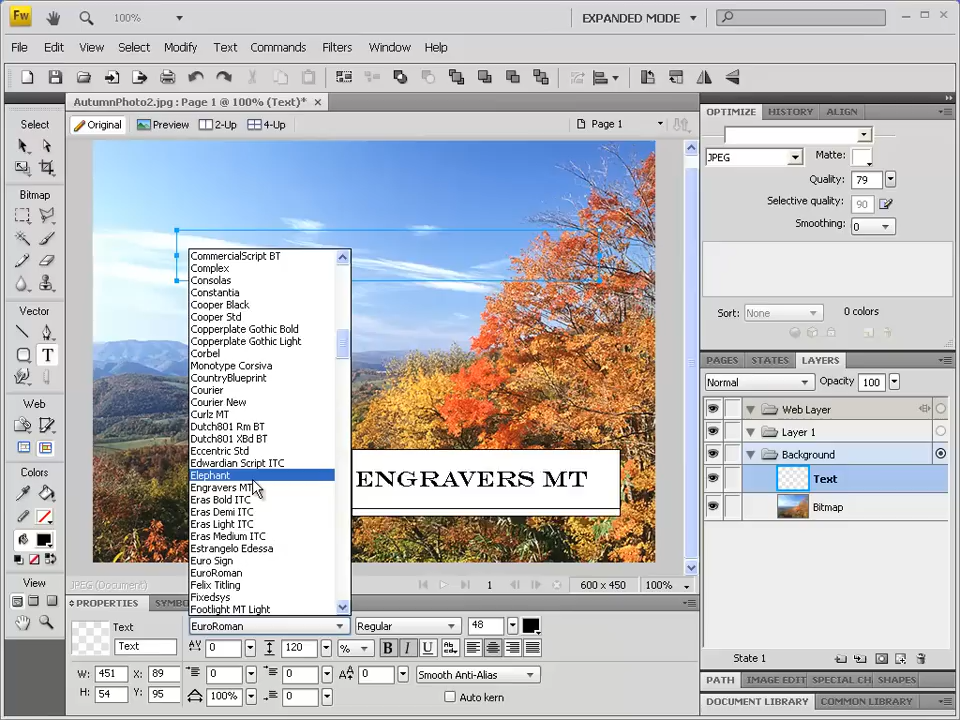 Fw 100% EXPANDED MODE
File Edit View Select Modify Text Commands Filters Window Help
AutumnPhoto2.jpg : Page 1 @ 100% (Text)*
Original Preview 2-Up 4-Up Page 1
Select
Bitmap
Vector
Web
Colors
View
CommercialScript BT
Complex
Consolas
Constantia
Cooper Black
Cooper Std
Copperplate Gothic Bold
Copperplate Gothic Light
Corbel
Monotype Corsiva
CountryBlueprint
Courier
Courier New
Curlz MT
Dutch801 Rm BT
Dutch801 XBd BT
Eccentric Std
Edwardian Script ITC
Elephant
Engravers MT
Eras Bold ITC
Eras Demi ITC
Eras Light ITC
Eras Medium ITC
Estrangelo Edessa
Euro Sign
EuroRoman
Felix Titling
Fixedsys
Footlight MT Light
ENGRAVERS MT
JPEG (Document)
1 600 x 450 100%
PROPERTIES SYMB
Text
Text
EuroRoman Regular 48
0 120 % B I U
W: 451 X: 89 0 0 0 Smooth Anti-Alias
H: 54 Y: 95 100% 0 Auto kern
OPTIMIZE HISTORY ALIGN
JPEG Matte:
Quality: 79
Selective quality: 90
Smoothing: 0
Sort: None 0 colors
PAGES STATES LAYERS
Normal Opacity 100
Web Layer
Layer 1
Background
Text
Bitmap
State 1
PATH IMAGE EDIT SPECIAL CH SHAPES
DOCUMENT LIBRARY COMMON LIBRARY